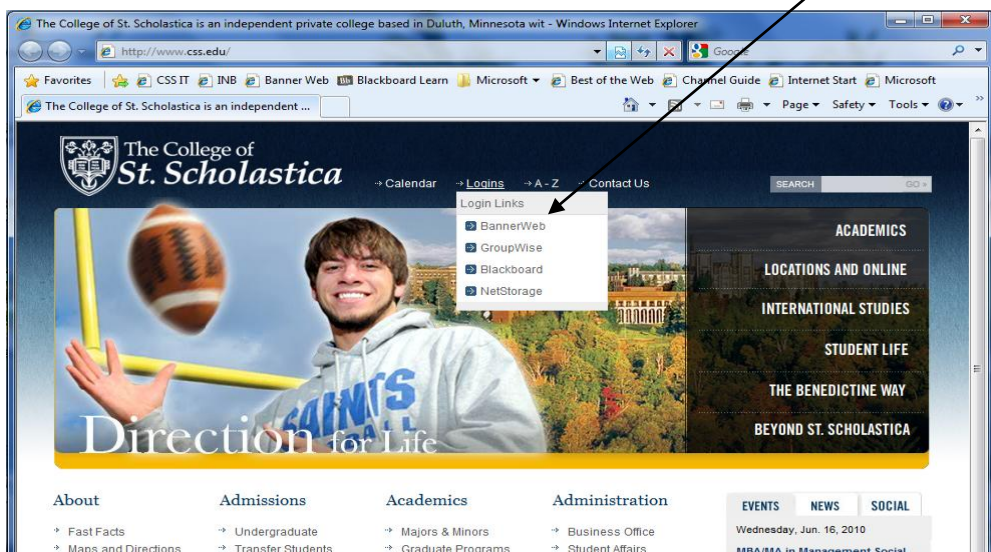 The College of St. Scholastica is an independent private college based in Duluth, Minnesota wit - Windows Internet Explorer
http://www.css.edu/
Google
Favorites CSS IT INB Banner Web Blackboard Learn Microsoft Best of the Web Channel Guide Internet Start Microsoft
The College of St. Scholastica is an independent ...
Page Safety Tools
The College of
St. Scholastica
Calendar Logins A - Z Contact Us
SEARCH GO »
Login Links
BannerWeb
GroupWise
Blackboard
NetStorage
ACADEMICS
LOCATIONS AND ONLINE
INTERNATIONAL STUDIES
STUDENT LIFE
THE BENEDICTINE WAY
BEYOND ST. SCHOLASTICA
SAINTS
Direction for Life
About Admissions Academics Administration
EVENTS NEWS SOCIAL
Fast Facts Undergraduate Majors & Minors Business Office
Wednesday, Jun. 16, 2010
Maps and Directions Transfer Students Graduate Programs Student Affairs
MBA/MA in Management Social